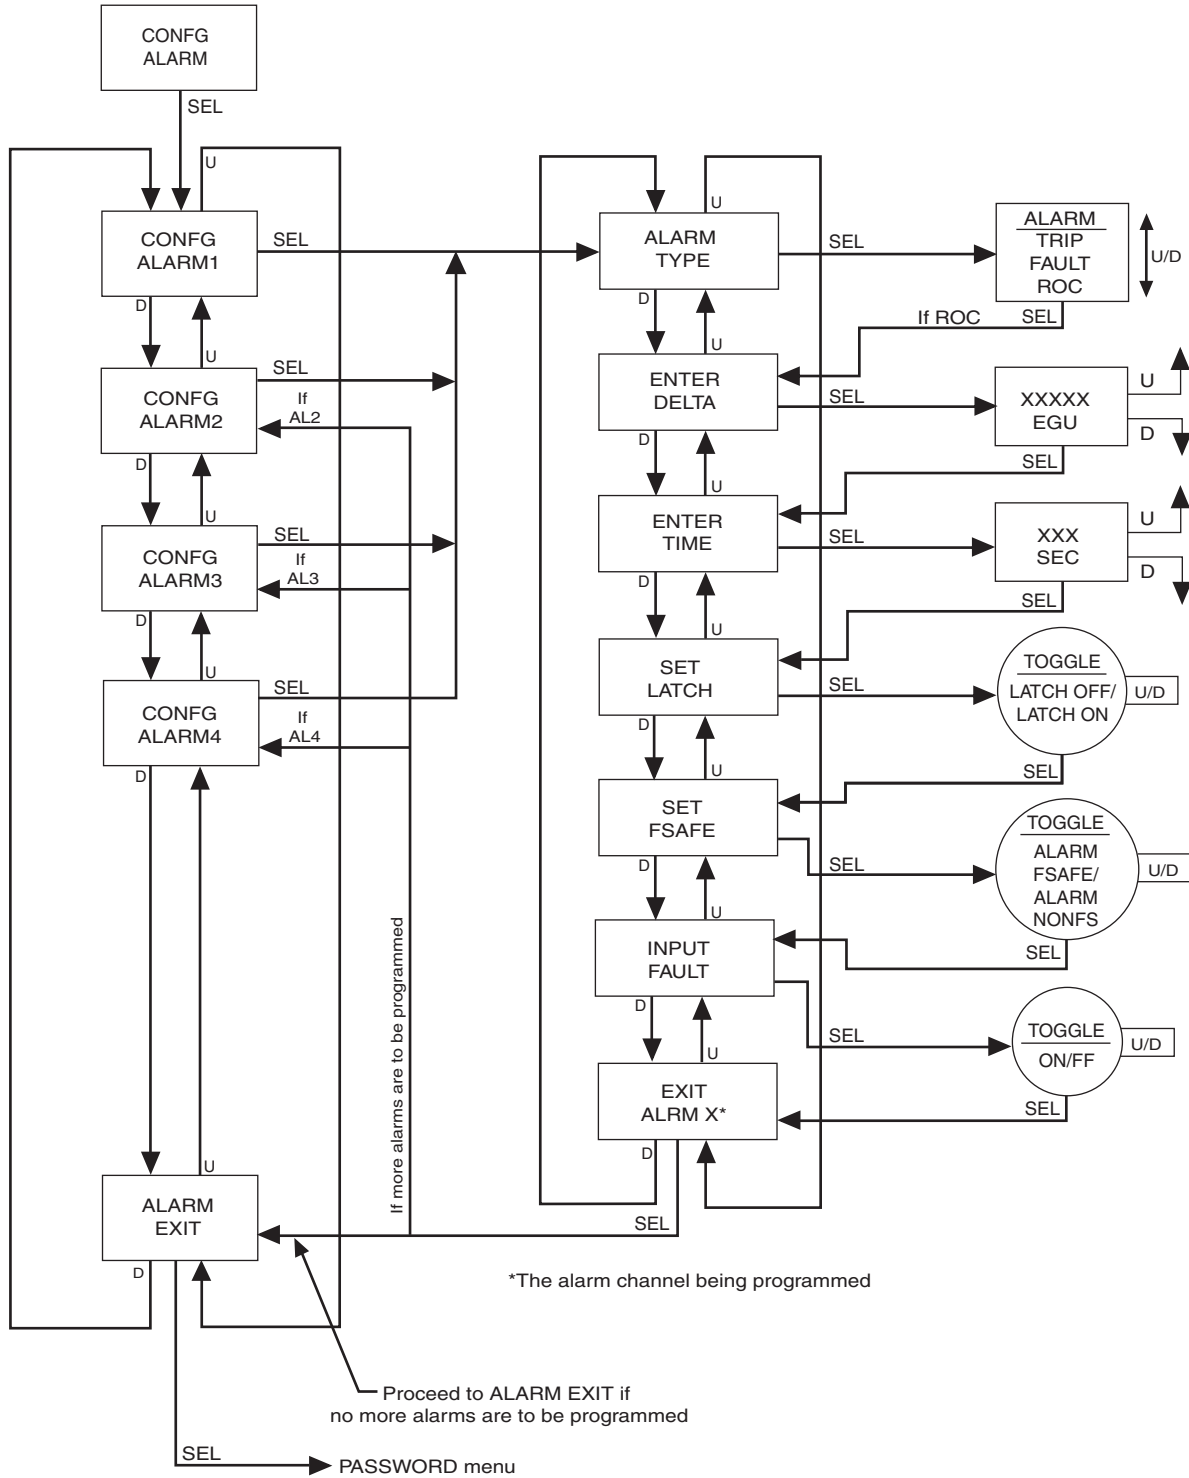 CONFG
ALARM
SEL
U
CONFG
ALARM1
SEL
D
U
CONFG
ALARM2
SEL
If
AL2
D
U
CONFG
ALARM3
SEL
If
AL3
D
U
CONFG
ALARM4
SEL
If
AL4
D
If more alarms are to be programmed
U
ALARM
EXIT
D
SEL
PASSWORD menu
Proceed to ALARM EXIT if
no more alarms are to be programmed
U
ALARM
TYPE
SEL
ALARM
TRIP
FAULT
ROC
U/D
D
U
If ROC
SEL
ENTER
DELTA
SEL
XXXXX
EGU
U
D
D
U
SEL
ENTER
TIME
SEL
XXX
SEC
U
D
D
U
SEL
SET
LATCH
SEL
TOGGLE
LATCH OFF/
LATCH ON
U/D
D
U
SEL
SET
FSAFE
SEL
TOGGLE
ALARM
FSAFE/
ALARM
NONFS
U/D
D
U
SEL
INPUT
FAULT
SEL
TOGGLE
ON/FF
U/D
D
U
SEL
EXIT
ALRM X*
D
SEL
*The alarm channel being programmed